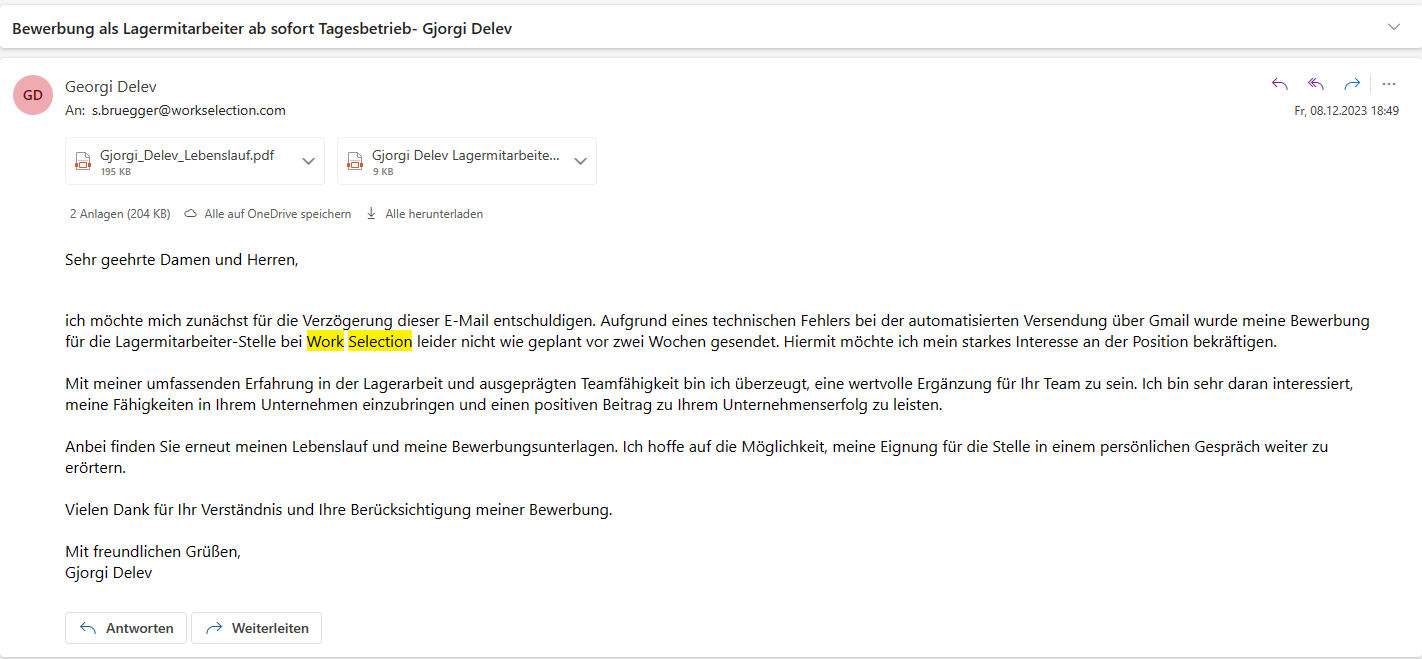 Bewerbung als Lagermitarbeiter ab sofort Tagesbetrieb- Gjorgi Delev
GD
Georgi Delev
An: s.bruegger@workselection.com
Fr, 08.12.2023 18:49
Gjorgi_Delev_Lebenslauf.pdf
195 KB
Gjorgi Delev Lagermitarbeite...
9 KB
2 Anlagen (204 KB) Alle auf OneDrive speichern Alle herunterladen
Sehr geehrte Damen und Herren,
ich möchte mich zunächst für die Verzögerung dieser E-Mail entschuldigen. Aufgrund eines technischen Fehlers bei der automatisierten Versendung über Gmail wurde meine Bewerbung
für die Lagermitarbeiter-Stelle bei Work Selection leider nicht wie geplant vor zwei Wochen gesendet. Hiermit möchte ich mein starkes Interesse an der Position bekräftigen.
Mit meiner umfassenden Erfahrung in der Lagerarbeit und ausgeprägten Teamfähigkeit bin ich überzeugt, eine wertvolle Ergänzung für Ihr Team zu sein. Ich bin sehr daran interessiert,
meine Fähigkeiten in Ihrem Unternehmen einzubringen und einen positiven Beitrag zu Ihrem Unternehmenserfolg zu leisten.
Anbei finden Sie erneut meinen Lebenslauf und meine Bewerbungsunterlagen. Ich hoffe auf die Möglichkeit, meine Eignung für die Stelle in einem persönlichen Gespräch weiter zu
erörtern.
Vielen Dank für Ihr Verständnis und Ihre Berücksichtigung meiner Bewerbung.
Mit freundlichen Grüßen,
Gjorgi Delev
Antworten Weiterleiten